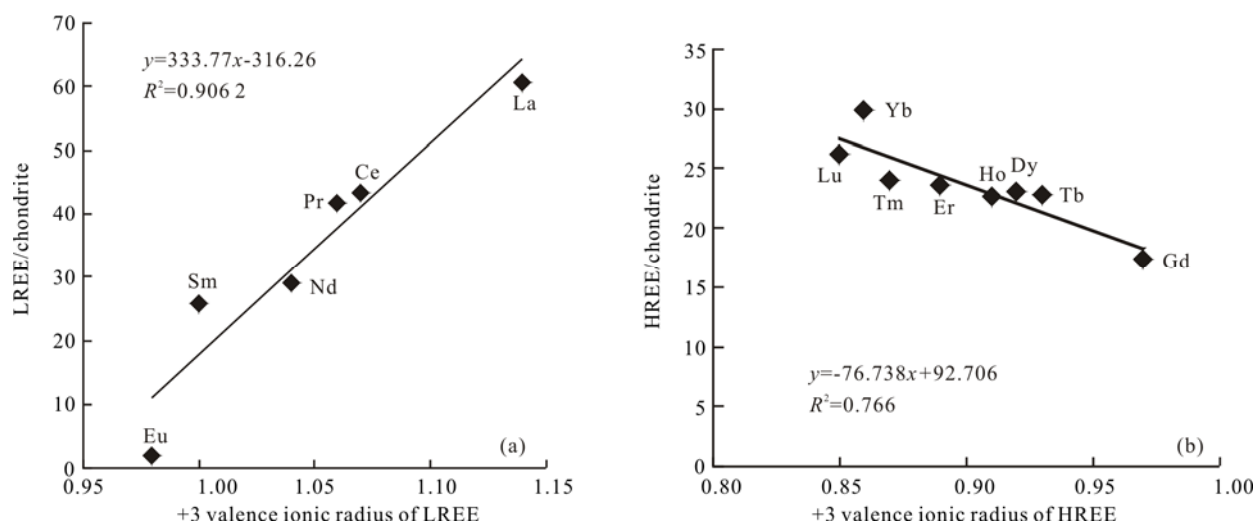 70
60
50
40
30
20
10
0
LREE/chondrite
y=333.77x-316.26
R²=0.906 2
La
Ce
Pr
Sm
Nd
Eu
(a)
0.95
1.00
1.05
1.10
1.15
+3 valence ionic radius of LREE
35
30
25
20
15
10
5
0
HREE/chondrite
Yb
Lu
Tm
Er
Ho
Dy
Tb
Gd
y=-76.738x+92.706
R²=0.766
(b)
0.80
0.85
0.90
0.95
1.00
+3 valence ionic radius of HREE